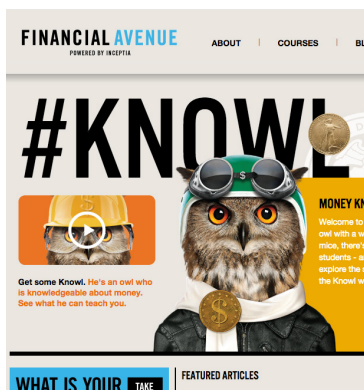 FINANCIAL AVENUE
POWERED BY INCEPTIA
ABOUT | COURSES |
#KNOWL
$
$
$
MONEY
Welcome to
owl with a
mice, there's
students - 
explore the
the Knowl
Get some Knowl. He's an owl who
is knowledgeable about money.
See what he can teach you.
WHAT IS YOUR
TAKE
FEATURED ARTICLES